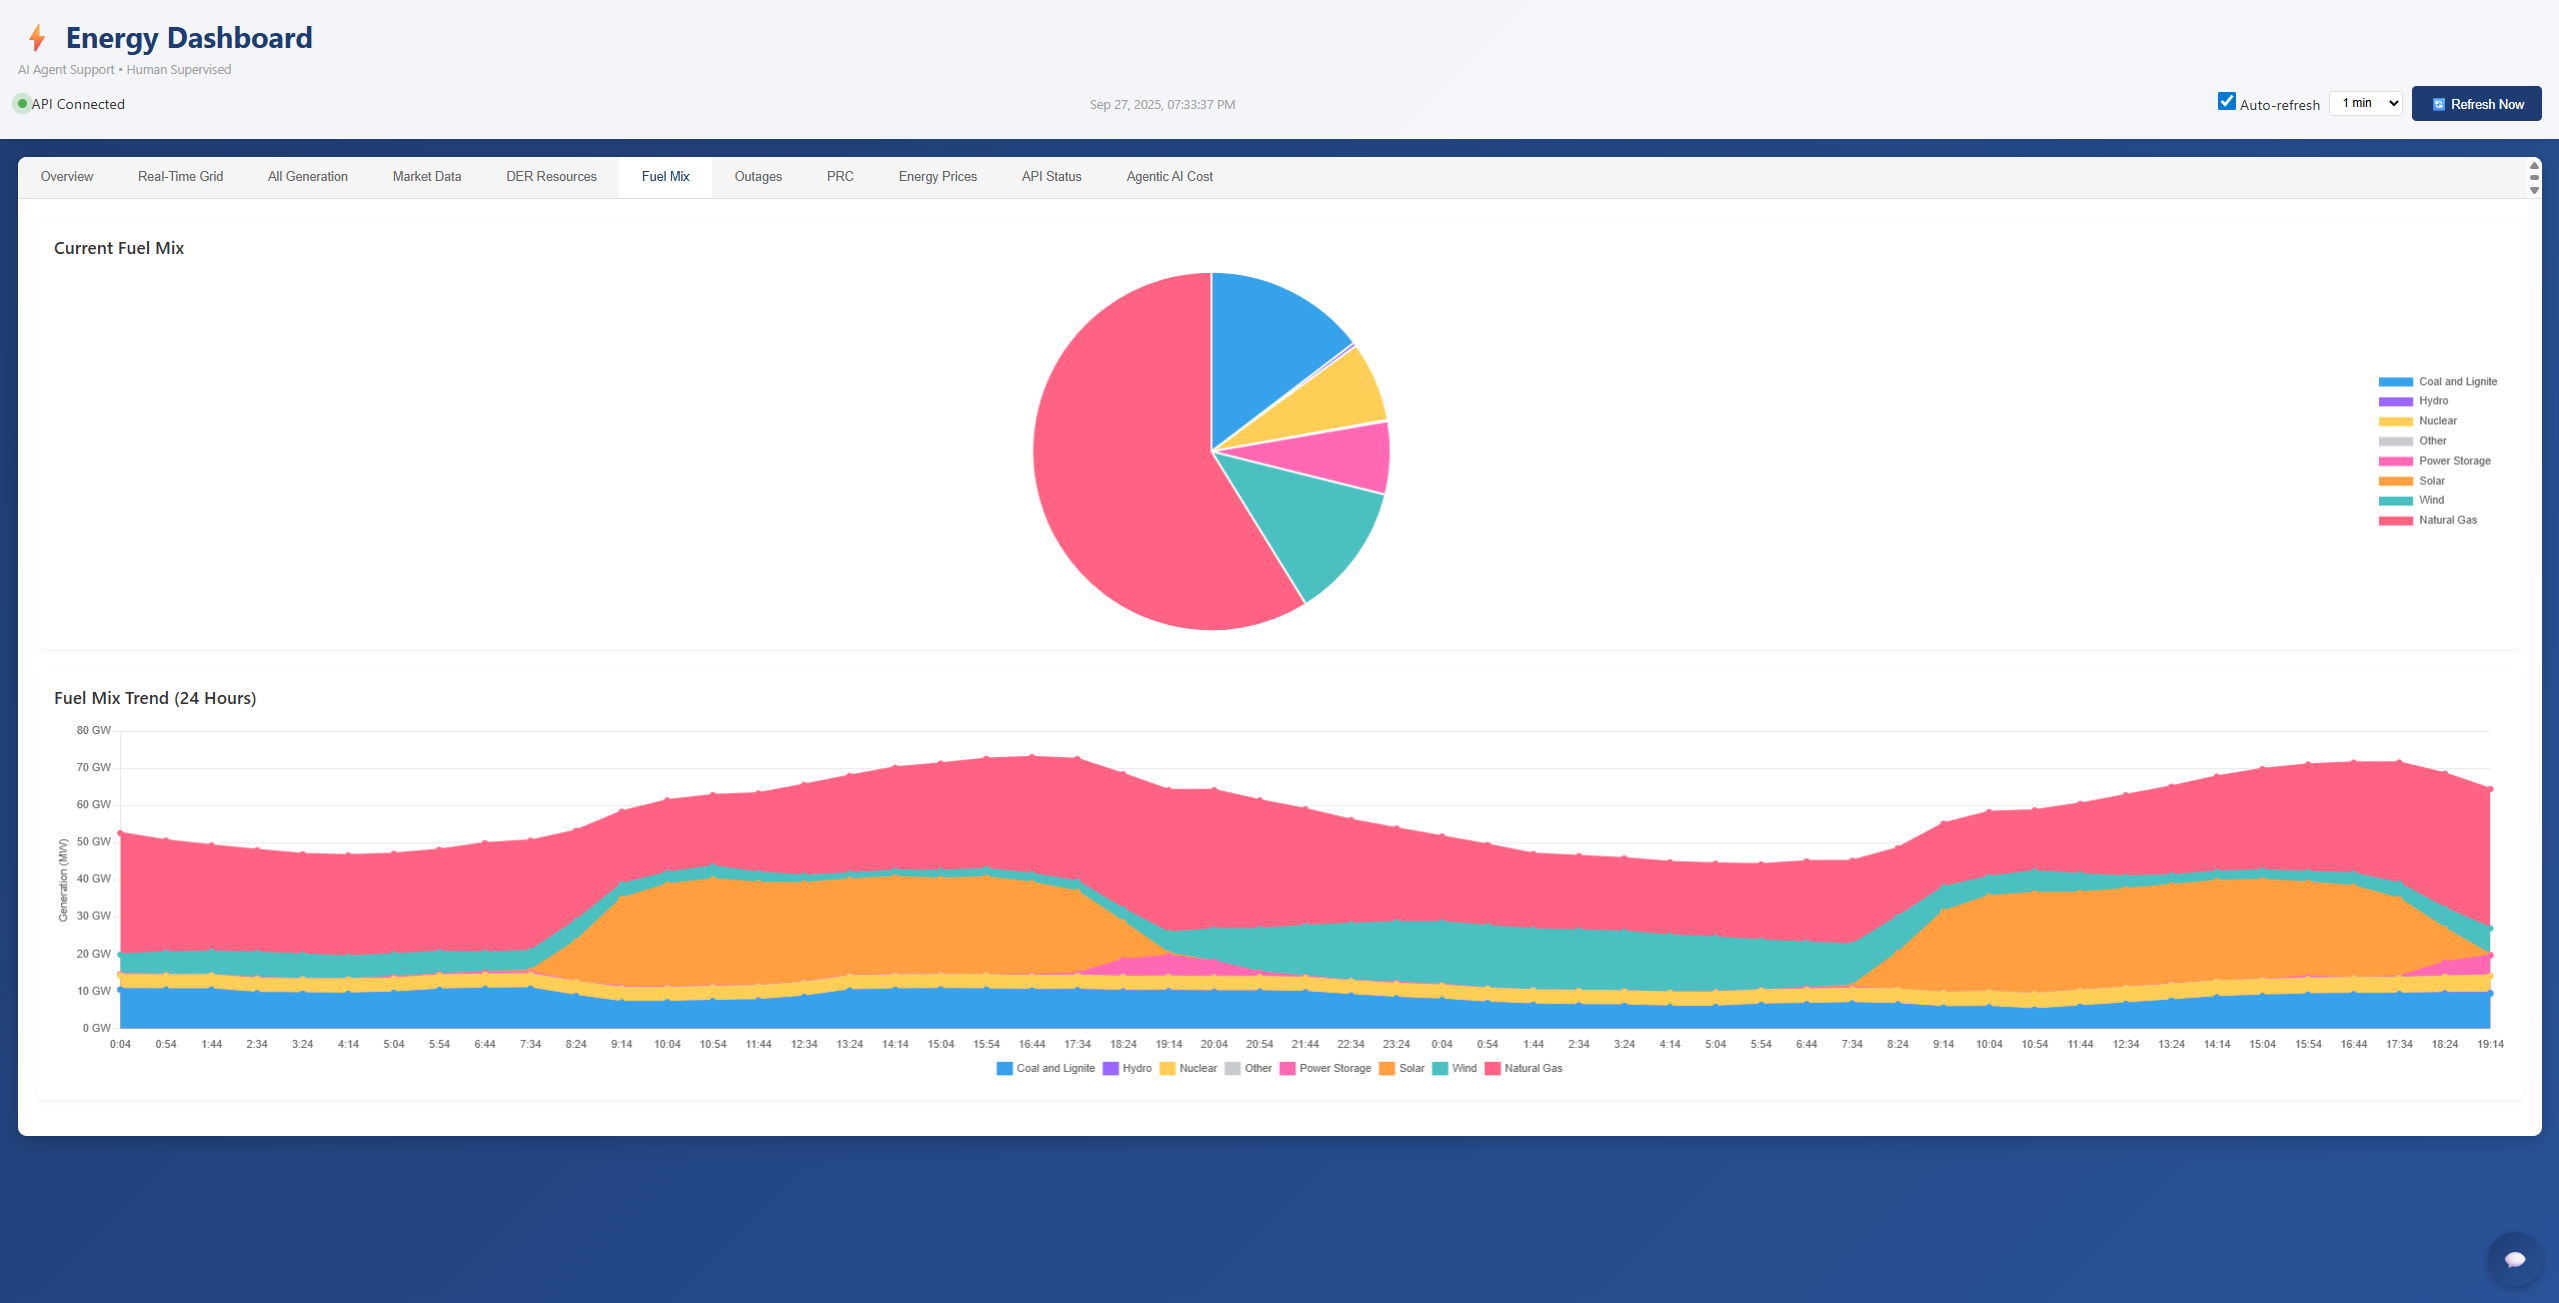 Energy Dashboard
AI Agent Support • Human Supervised
API Connected
Sep 27, 2025, 07:33:37 PM
Auto-refresh
1 min
Refresh Now
Overview
Real-Time Grid
All Generation
Market Data
DER Resources
Fuel Mix
Outages
PRC
Energy Prices
API Status
Agentic AI Cost
Current Fuel Mix
Coal and Lignite
Hydro
Nuclear
Other
Power Storage
Solar
Wind
Natural Gas
Fuel Mix Trend (24 Hours)
Generation (MW)
80 GW
70 GW
60 GW
50 GW
40 GW
30 GW
20 GW
10 GW
0 GW
0:04 0:54 1:44 2:34 3:24 4:14 5:04 5:54 6:44 7:34 8:24 9:14 10:04 10:54 11:44 12:34 13:24 14:14 15:04 15:54 16:44 17:34 18:24 19:14 20:04 20:54 21:44 22:34 23:24 0:04 0:54 1:44 2:34 3:24 4:14 5:04 5:54 6:44 7:34 8:24 9:14 10:04 10:54 11:44 12:34 13:24 14:14 15:04 15:54 16:44 17:34 18:24 19:14
Coal and Lignite Hydro Nuclear Other Power Storage Solar Wind Natural Gas